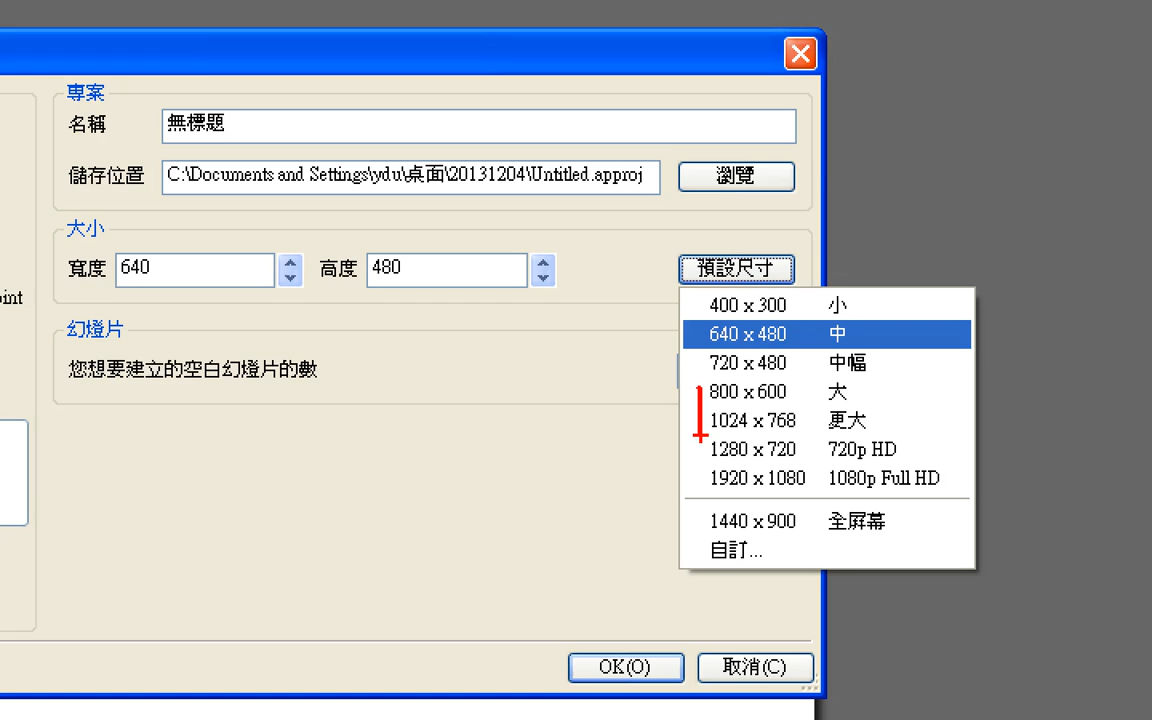 專案
名稱 無標題
儲存位置 C:\Documents and Settings\ydu\桌面\20131204\Untitled.approj 瀏覽
大小
寬度 640 高度 480 預設尺寸
oint
400 x 300 小
640 x 480 中
720 x 480 中幅
800 x 600 大
1024 x 768 更大
1280 x 720 720p HD
1920 x 1080 1080p Full HD
1440 x 900 全屏幕
自訂...
幻燈片
您想要建立的空白幻燈片的數
OK(O) 取消(C)